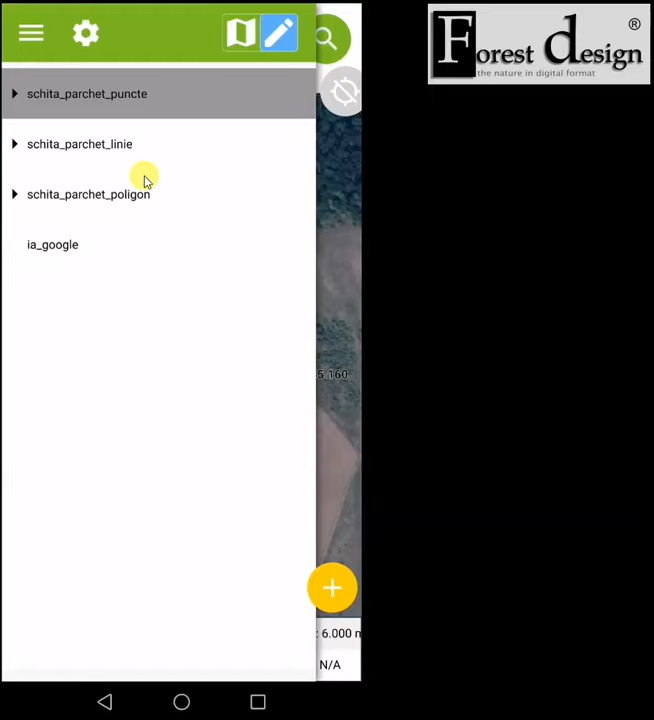 Forest design ®
the nature in digital format
schita_parchet_puncte
schita_parchet_linie
schita_parchet_poligon
ia_google
5,160
: 6.000 m
N/A